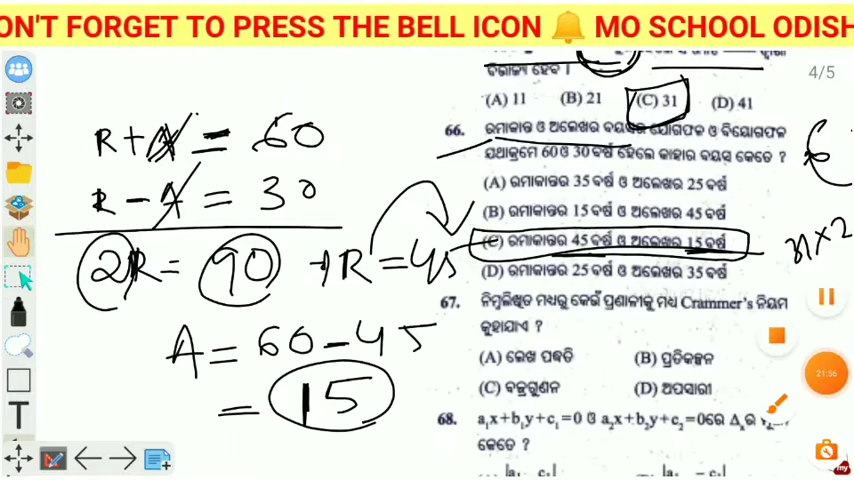 ON'T FORGET TO PRESS THE BELL ICON 🔔 MO SCHOOL ODISH
4/5
ବିଭାଜ୍ୟ ହେବ ।
(A) 11 (B) 21 (C) 31 (D) 41
66. ରମାକାନ୍ତ ଓ ଅଲେଖର ବୟସର ଯୋଗଫଳ ଓ ବିୟୋଗଫଳ
ଯଥାକ୍ରମେ 60 ଓ 30 ବର୍ଷ ହେଲେ କାହାର ବୟସ କେତେ ?
(A) ରମାକାନ୍ତର 35 ବର୍ଷ ଓ ଅଲେଖର 25 ବର୍ଷ
(B) ରମାକାନ୍ତର 15 ବର୍ଷ ଓ ଅଲେଖର 45 ବର୍ଷ
(C) ରମାକାନ୍ତର 45 ବର୍ଷ ଓ ଅଲେଖର 15 ବର୍ଷ
(D) ରମାକାନ୍ତର 25 ବର୍ଷ ଓ ଅଲେଖର 35 ବର୍ଷ
67. ନିମ୍ନଲିଖିତ ମଧ୍ୟରୁ କେଉଁ ପ୍ରଣାଳୀକୁ ମଧ୍ୟ Crammer's ନିୟମ
କୁହାଯାଏ ?
(A) ଲେଖ ପଦ୍ଧତି (B) ପ୍ରତିକଳ୍ପନ
(C) ବଜ୍ରଗୁଣନ (D) ଅପସାରୀ
68. a₁x+b₁y+c₁=0 ଓ a₂x+b₂y+c₂=0ରେ Δₓର
କେତେ ?
R+A = 60
R-A = 30
2R = 90 R = 45
A = 60-45
= 15
x2
21:56
T
my